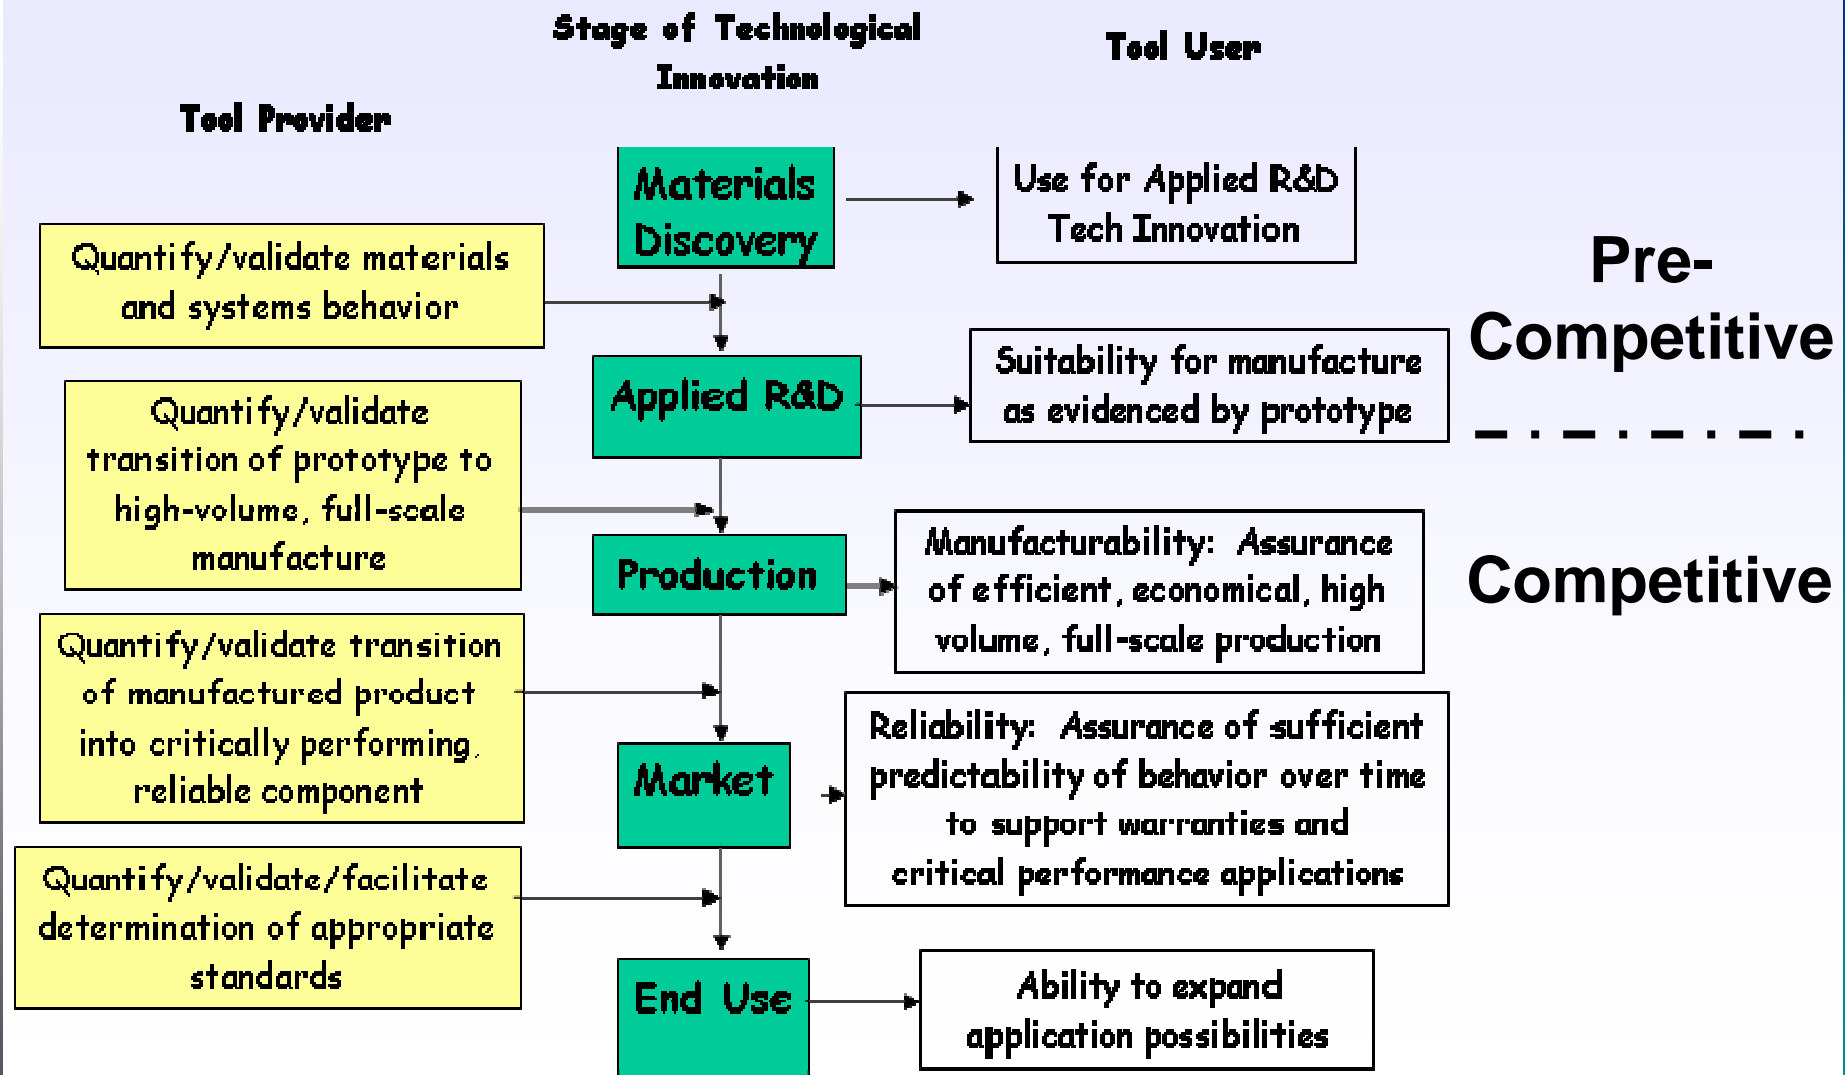 Stage of Technological
Innovation
Tool User
Tool Provider
Materials
Discovery
Use for Applied R&D
Tech Innovation
Pre-
Competitive
Quantify/validate materials
and systems behavior
Applied R&D
Suitability for manufacture
as evidenced by prototype
Quantify/validate
transition of prototype to
high-volume, full-scale
manufacture
Production
Manufacturability: Assurance
of efficient, economical, high
volume, full-scale production
Competitive
Quantify/validate transition
of manufactured product
into critically performing,
reliable component
Market
Reliability: Assurance of sufficient
predictability of behavior over time
to support warranties and
critical performance applications
Quantify/validate/facilitate
determination of appropriate
standards
End Use
Ability to expand
application possibilities